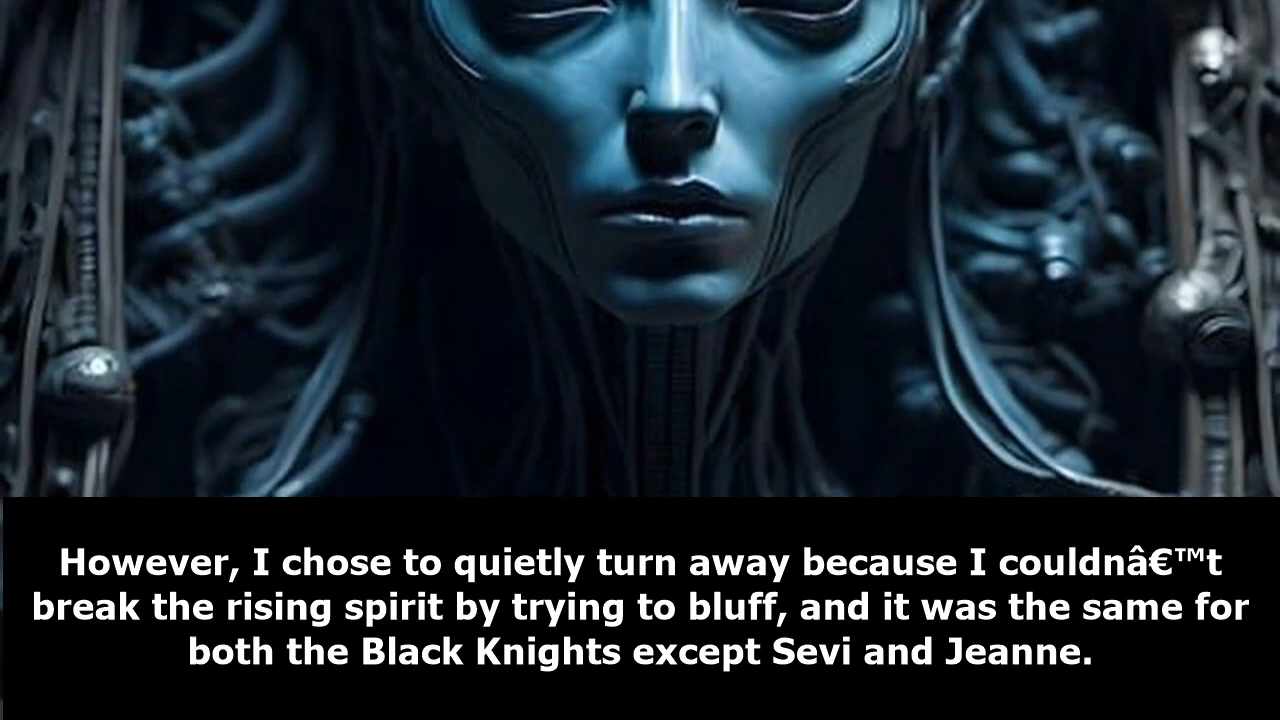 However, I chose to quietly turn away because I couldnâ€™t
break the rising spirit by trying to bluff, and it was the same for
both the Black Knights except Sevi and Jeanne.